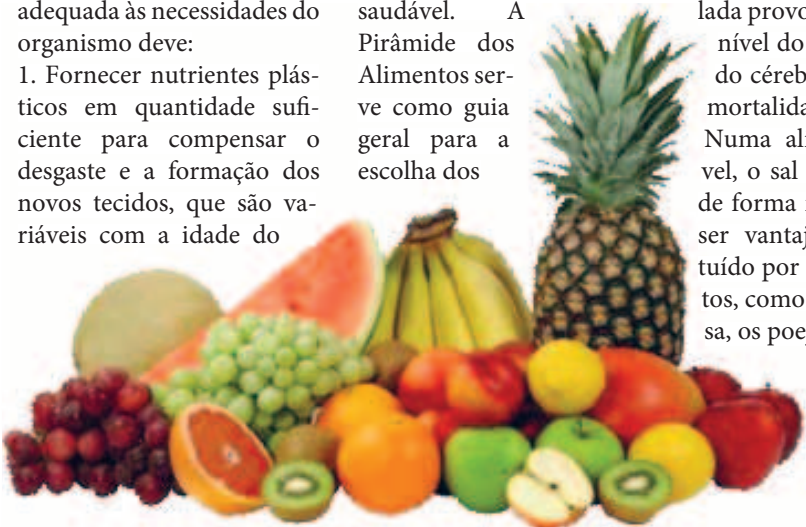 adequada às necessidades do
organismo deve:
1. Fornecer nutrientes plás-
ticos em quantidade sufi-
ciente para compensar o
desgaste e a formação dos
novos tecidos, que são va-
riáveis com a idade do
saudável. A
Pirâmide dos
Alimentos ser-
ve como guia
geral para a
escolha dos
lada provo
nível do
do céreb
mortalida
Numa ali
vel, o sal
de forma
ser vantaj
tuído por
tos, como
sa, os poe